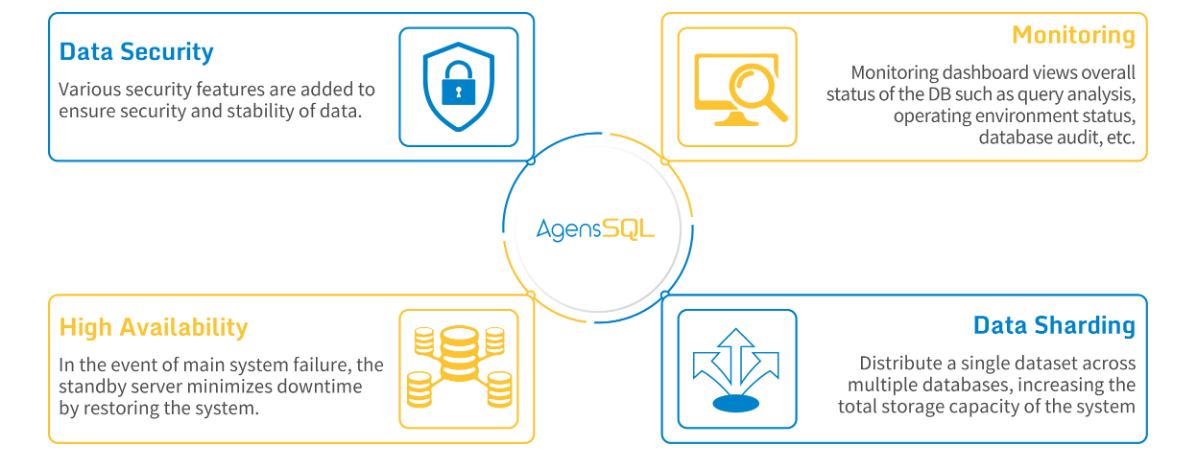 Data Security
Various security features are added to
ensure security and stability of data.
Monitoring
Monitoring dashboard views overall
status of the DB such as query analysis,
operating environment status,
database audit, etc.
AgensSQL
High Availability
In the event of main system failure, the
standby server minimizes downtime
by restoring the system.
Data Sharding
Distribute a single dataset across
multiple databases, increasing the
total storage capacity of the system